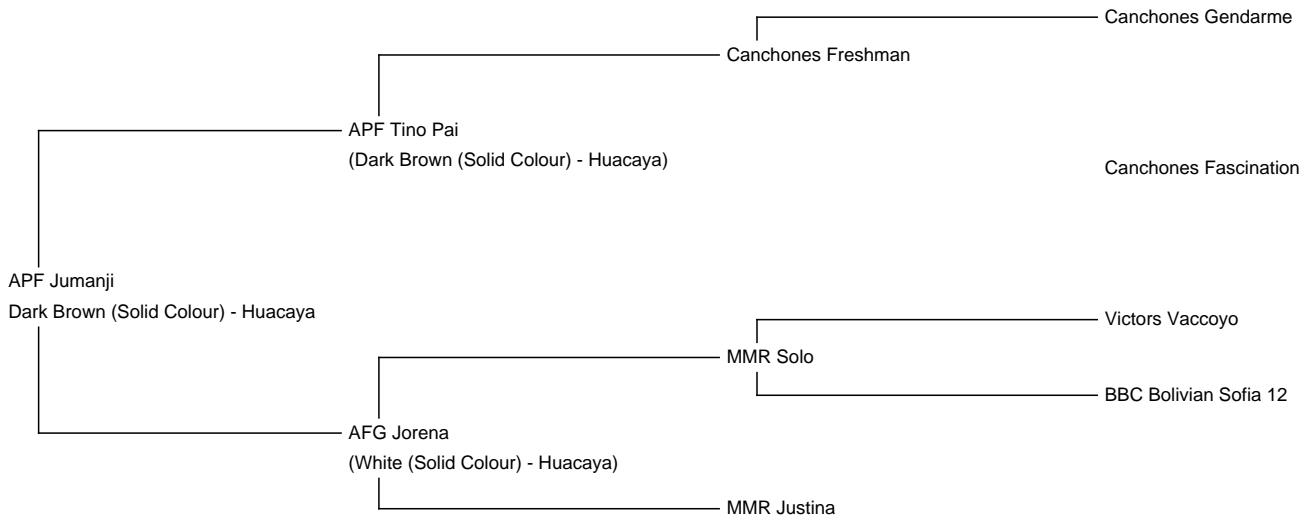 Canchones Gendarme
Canchones Freshman
APF Tino Pai
(Dark Brown (Solid Colour) - Huacaya)
Canchones Fascination
APF Jumanji
Dark Brown (Solid Colour) - Huacaya
Victors Vaccoyo
MMR Solo
BBC Bolivian Sofia 12
AFG Jorena
(White (Solid Colour) - Huacaya)
MMR Justina